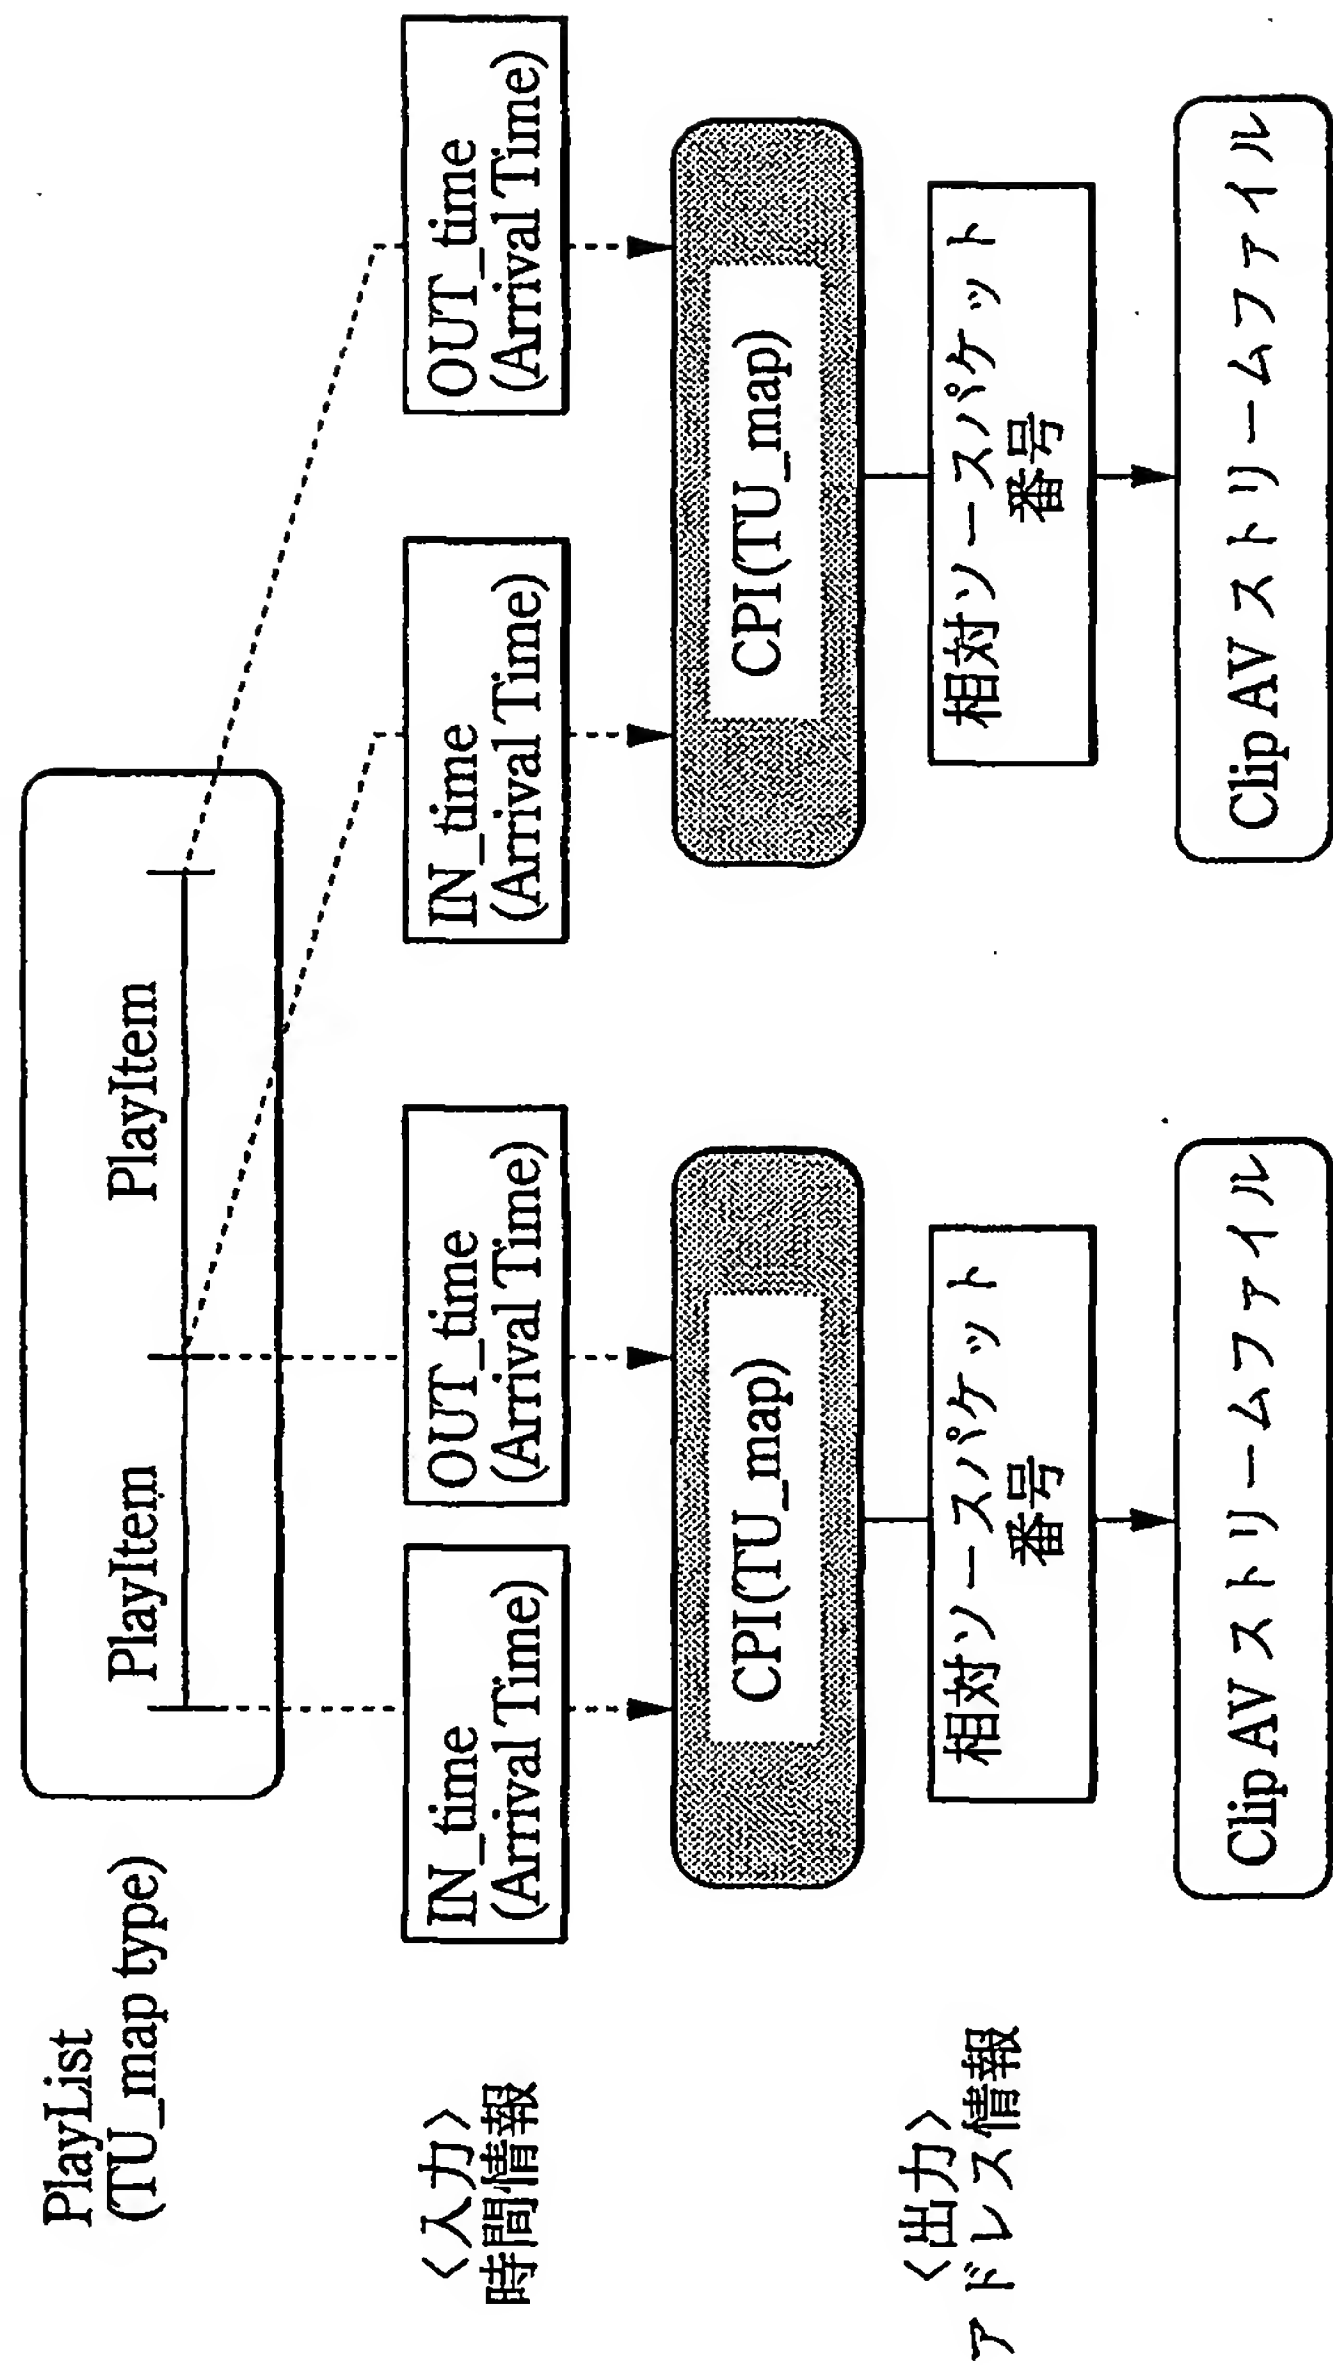 PlayList
(TU_map type)
PlayItem
PlayItem
〈入力〉
時間情報
IN_time
(Arrival Time)
OUT_time
(Arrival Time)
IN_time
(Arrival Time)
OUT_time
(Arrival Time)
CPI(TU_map)
CPI(TU_map)
〈出力〉
アドレス情報
相対ソースパケット
番号
相対ソースパケット
番号
Clip AVストリームファイル
Clip AVストリームファイル